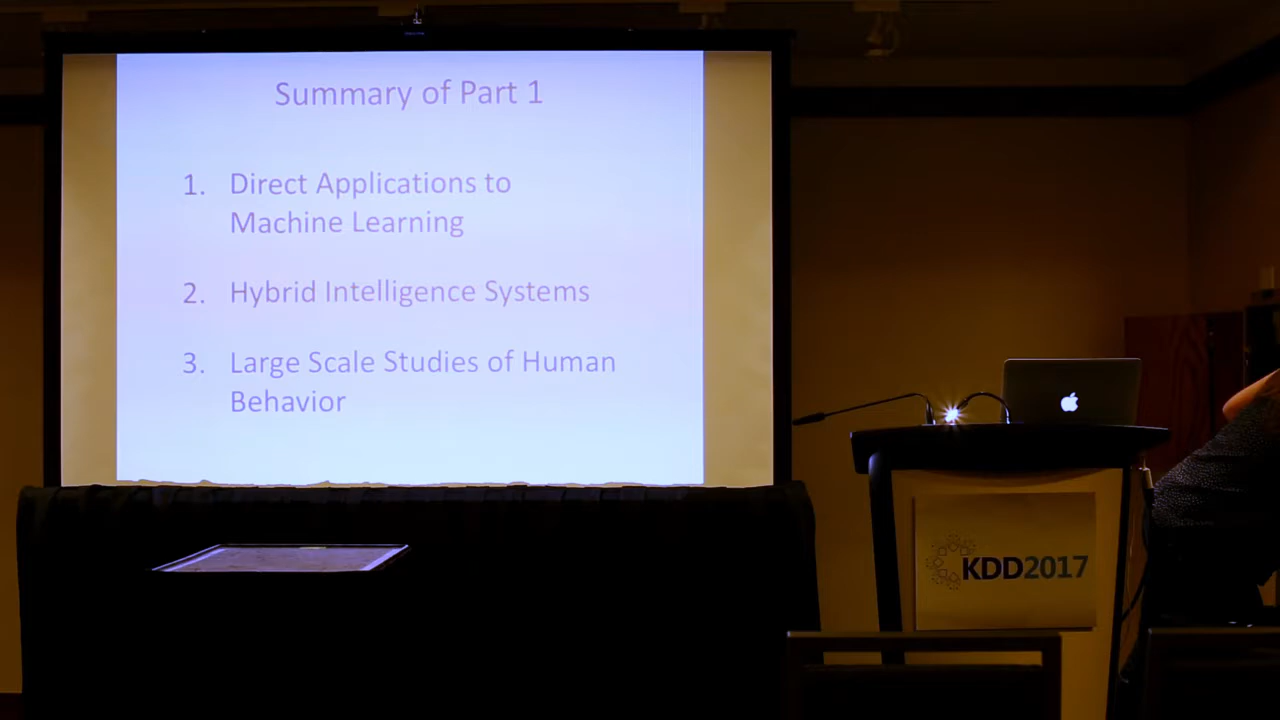 Summary of Part 1
1. Direct Applications to
Machine Learning
2. Hybrid Intelligence Systems
3. Large Scale Studies of Human
Behavior
KDD2017